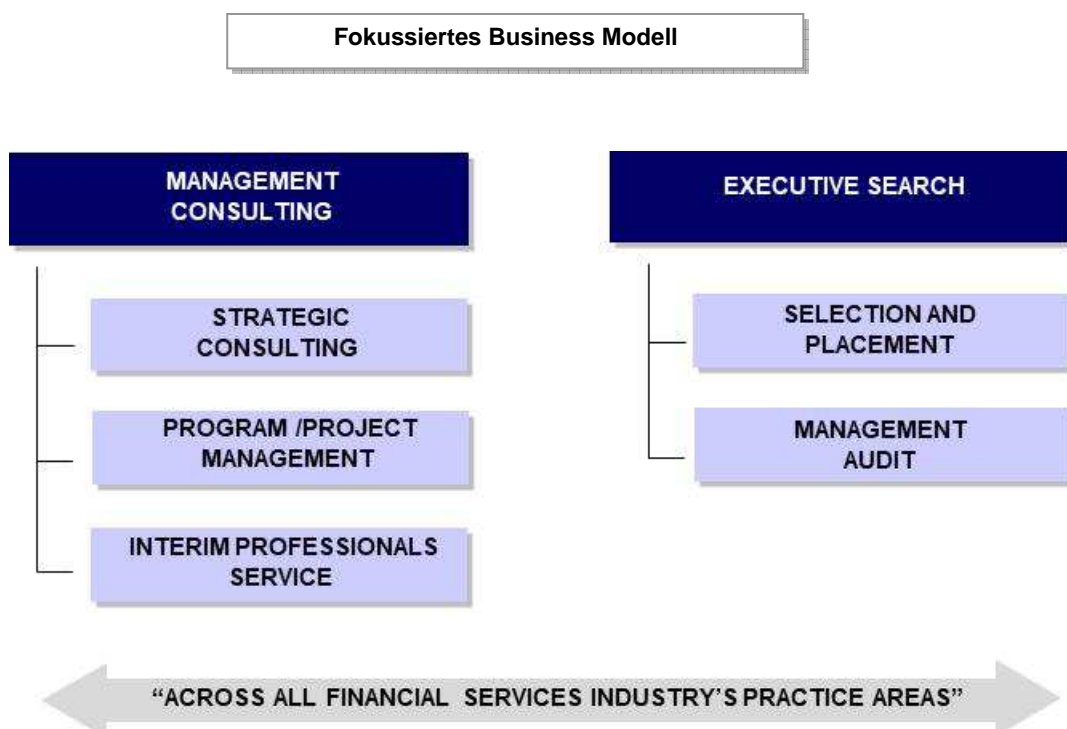 Fokussiertes Business Modell
MANAGEMENT
CONSULTING
STRATEGIC
CONSULTING
PROGRAM /PROJECT
MANAGEMENT
INTERIM PROFESSIONALS
SERVICE
EXECUTIVE SEARCH
SELECTION AND
PLACEMENT
MANAGEMENT
AUDIT
“ACROSS ALL FINANCIAL SERVICES INDUSTRY’S PRACTICE AREAS”